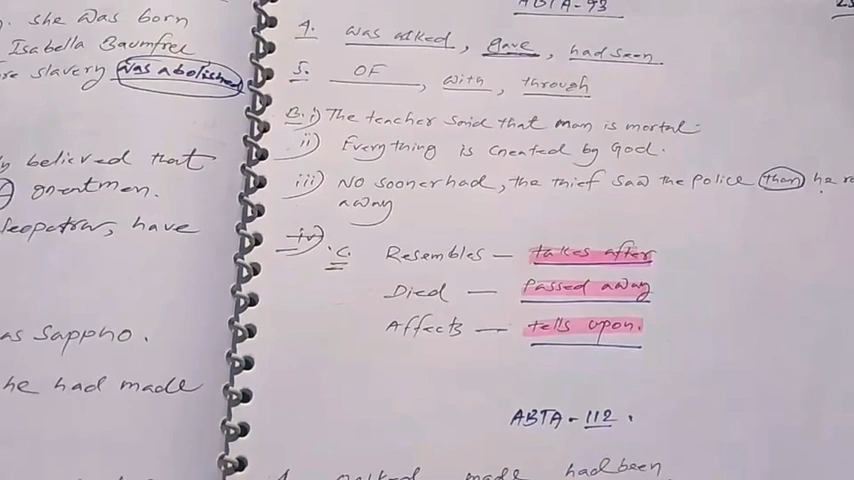 she was born
Isabella Baumfree
slavery was abolished
believed that
great men.
have
as Sappho.
he had made
ABTA-93
4. was asked, gave, had seen
5. OF, with, through
B. i) The teacher said that man is mortal.
ii) Everything is created by God.
iii) No sooner had, the thief saw the police than he
away
iv)
C. Resembles — takes after
Died — passed away
Affects — tells upon.
ABTA-112.
made had been